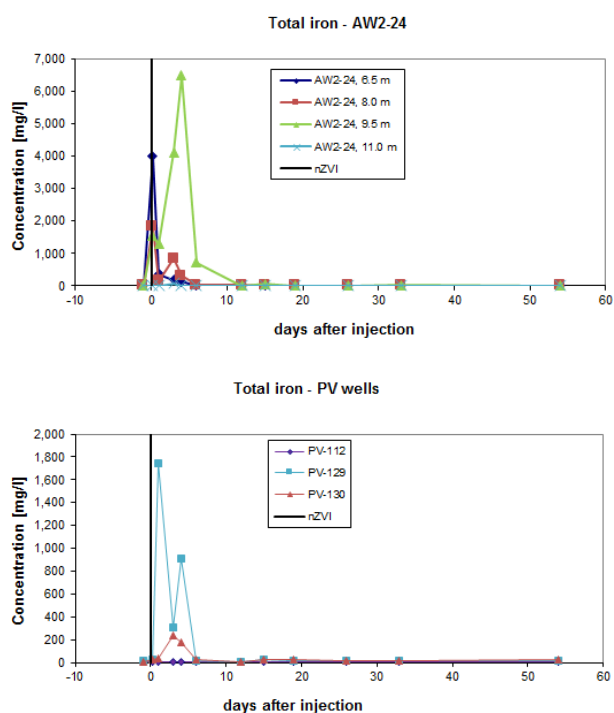 Total iron - AW2-24
Concentration [mg/l]
7,000
6,000
5,000
4,000
3,000
2,000
1,000
0
AW2-24, 6.5 m
AW2-24, 8.0 m
AW2-24, 9.5 m
AW2-24, 11.0 m
nZVI
-10 0 10 20 30 40 50 60
days after injection
Total iron - PV wells
Concentration [mg/l]
2,000
1,800
1,600
1,400
1,200
1,000
800
600
400
200
0
PV-112
PV-129
PV-130
nZVI
-10 0 10 20 30 40 50 60
days after injection